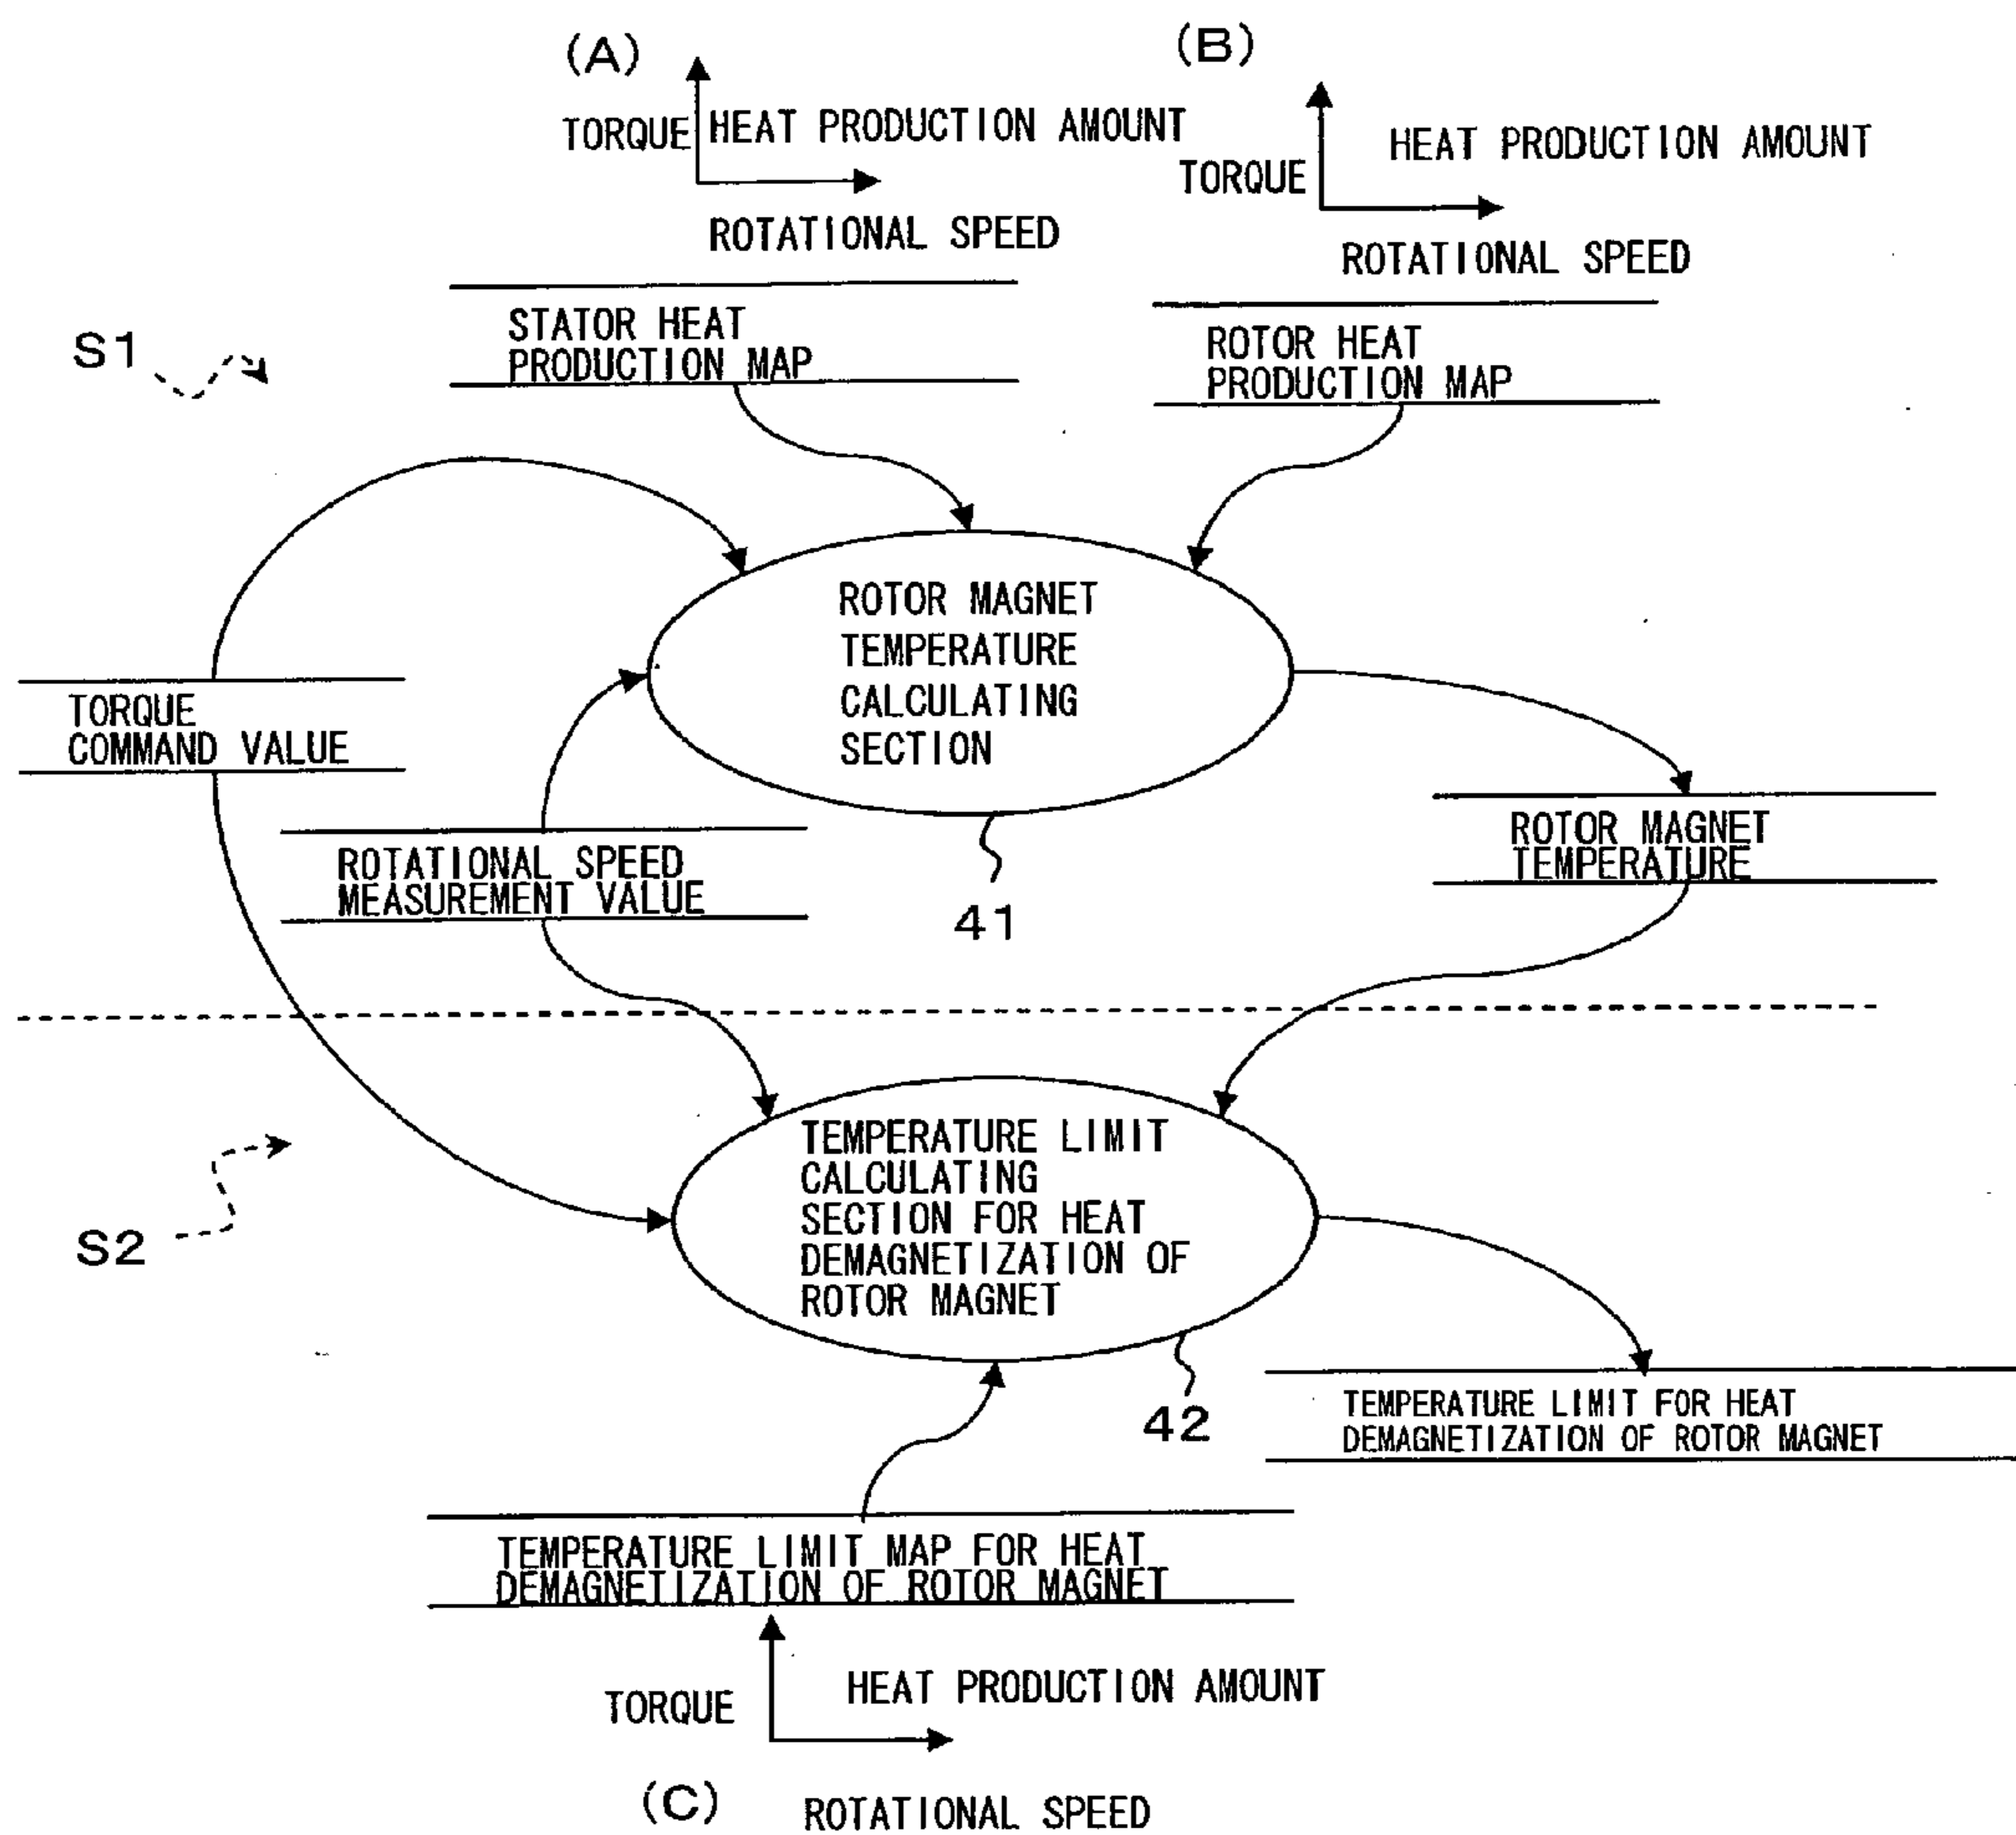 (A)
(B)
TORQUE
HEAT PRODUCTION AMOUNT
ROTATIONAL SPEED
TORQUE
HEAT PRODUCTION AMOUNT
ROTATIONAL SPEED
S1
STATOR HEAT
PRODUCTION MAP
ROTOR HEAT
PRODUCTION MAP
ROTOR MAGNET
TEMPERATURE
CALCULATING
SECTION
TORQUE
COMMAND VALUE
ROTATIONAL SPEED
MEASUREMENT VALUE
41
ROTOR MAGNET
TEMPERATURE
S2
TEMPERATURE LIMIT
CALCULATING
SECTION FOR HEAT
DEMAGNETIZATION OF
ROTOR MAGNET
42
TEMPERATURE LIMIT FOR HEAT
DEMAGNETIZATION OF ROTOR MAGNET
TEMPERATURE LIMIT MAP FOR HEAT
DEMAGNETIZATION OF ROTOR MAGNET
TORQUE
HEAT PRODUCTION AMOUNT
(C)
ROTATIONAL SPEED